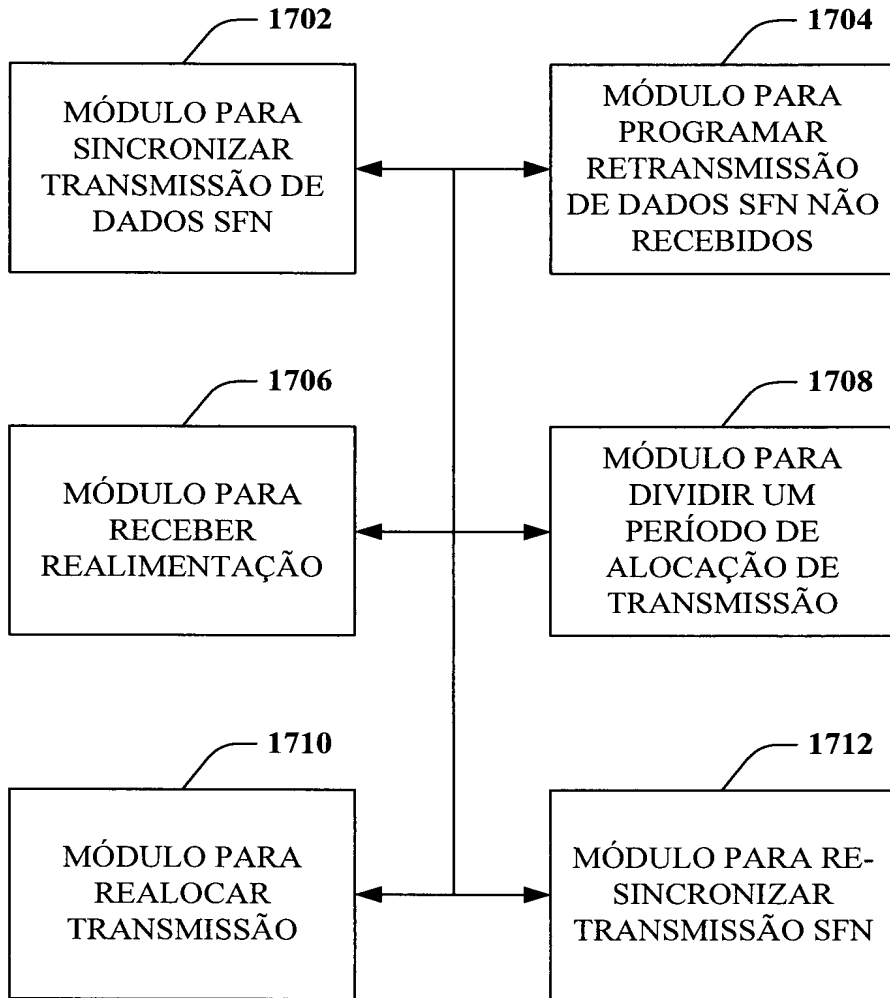 1702
MÓDULO PARA
SINCRONIZAR
TRANSMISSÃO DE
DADOS SFN
1704
MÓDULO PARA
PROGRAMAR
RETRANSMISSÃO
DE DADOS SFN NÃO
RECEBIDOS
1706
MÓDULO PARA
RECEBER
REALIMENTAÇÃO
1708
MÓDULO PARA
DIVIDIR UM
PERÍODO DE
ALOCAÇÃO DE
TRANSMISSÃO
1710
MÓDULO PARA
REALOCAR
TRANSMISSÃO
1712
MÓDULO PARA RE-
SINCRONIZAR
TRANSMISSÃO SFN